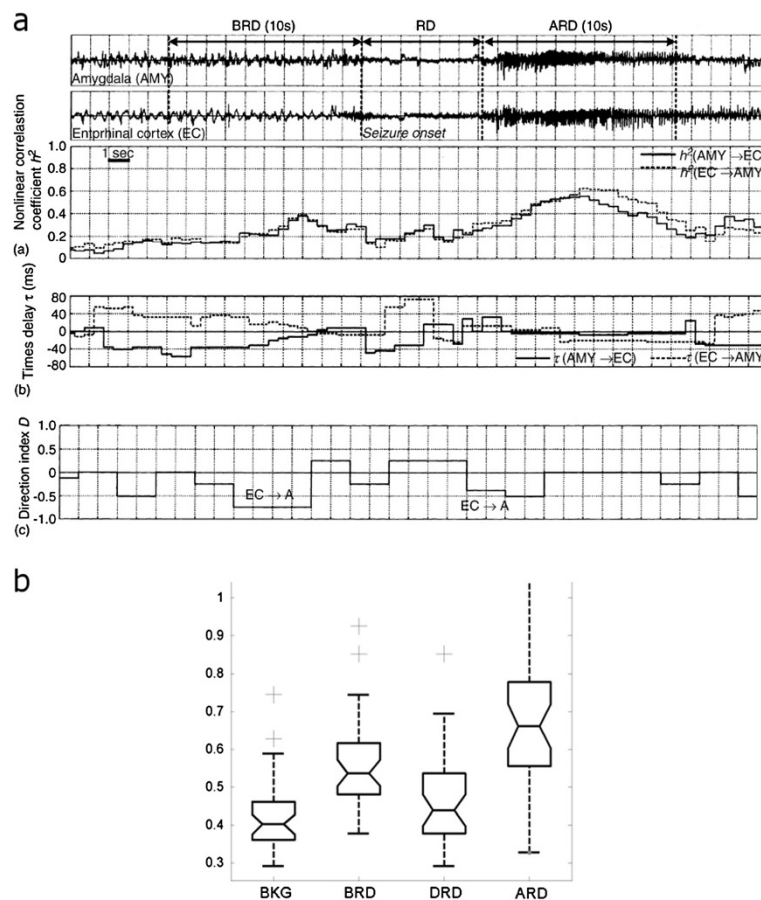 a
BRD (10s) RD ARD (10s)
Amygdala (AMY)
Entprhinal cortex (EC) Seizure onset
Nonlinear correlastion
coefficient h²
1 sec
1.0
0.8
0.6
0.4
0.2
0
h²(AMY →EC)
h²(EC →AMY)
(a)
Times delay τ (ms)
80
40
0
-40
-80
τ(AMY →EC) τ(EC →AMY)
(b)
Direction index D
1.0
0.5
0
-0.5
-1.0
EC → A
EC → A
(c)
b
1
0.9
0.8
0.7
0.6
0.5
0.4
0.3
BKG BRD DRD ARD